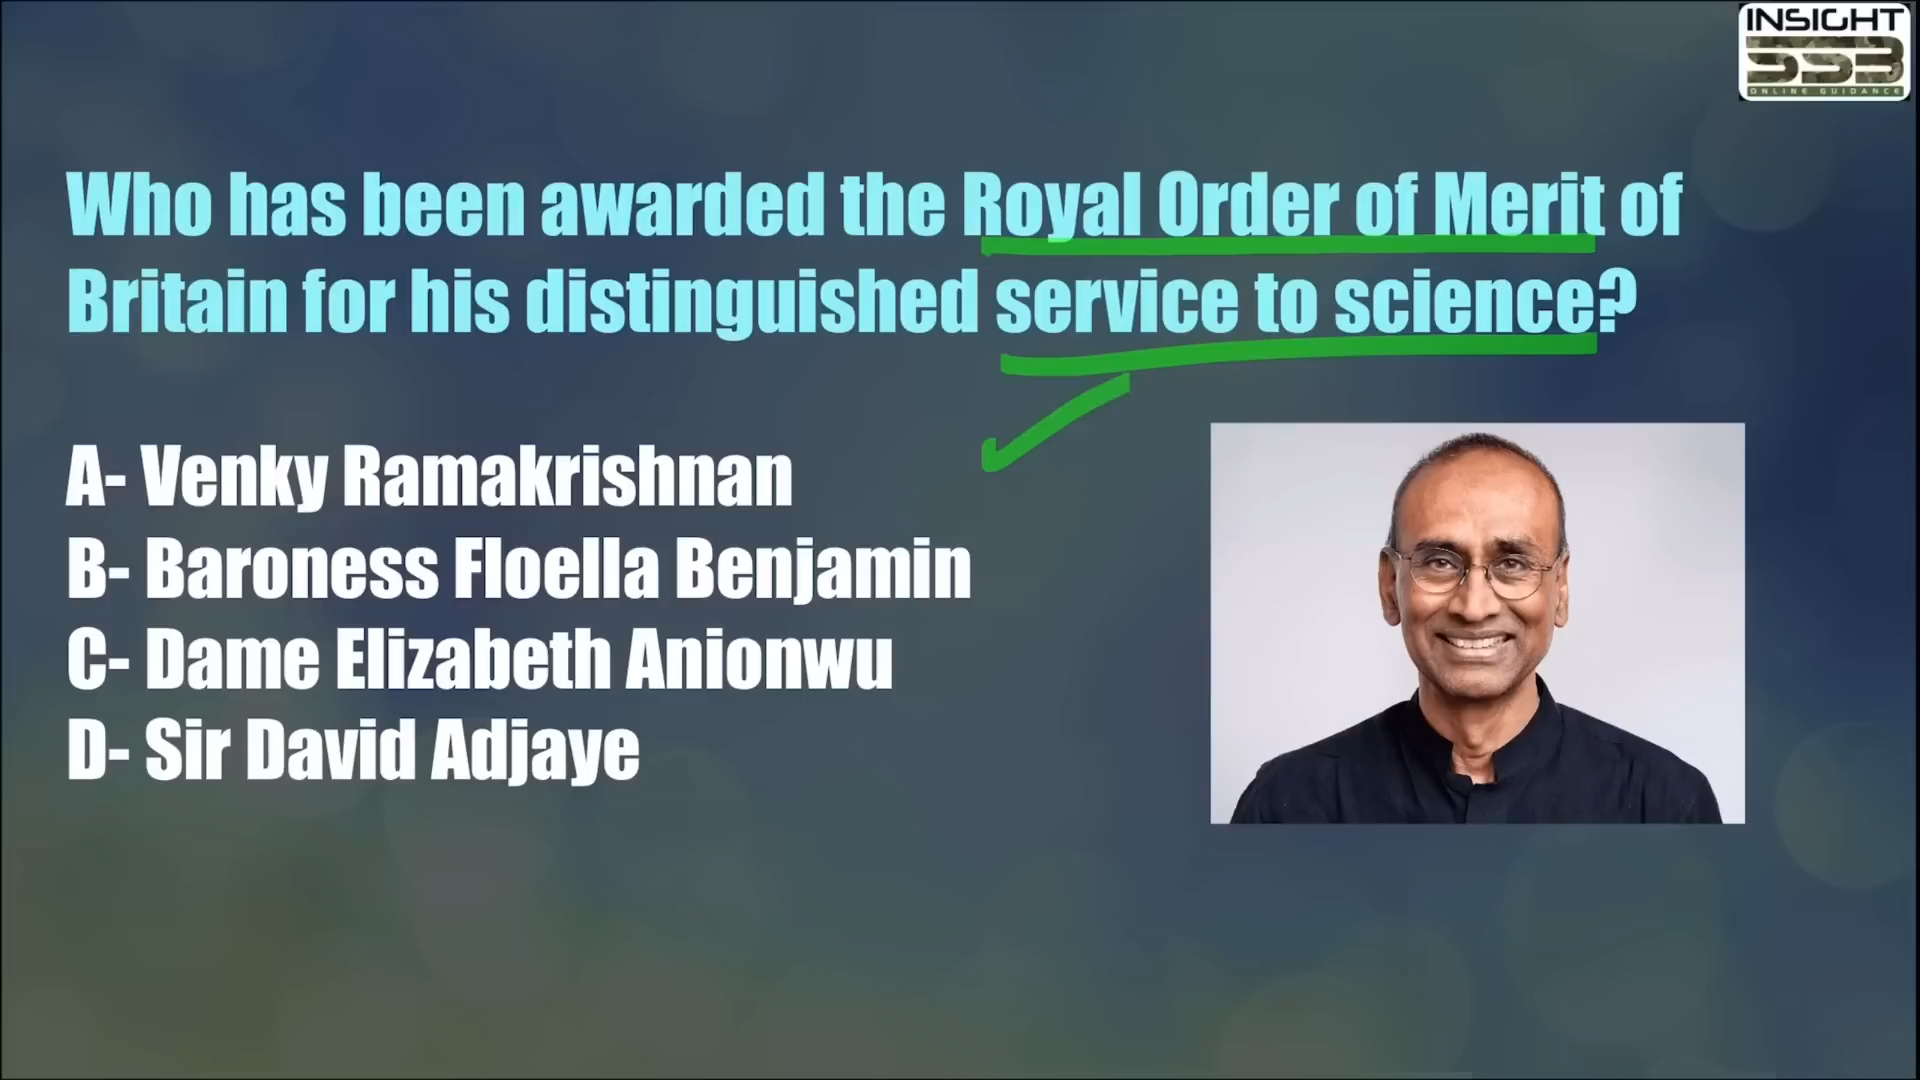 INSIGHT
SSB
ONLINE GUIDANCE
Who has been awarded the Royal Order of Merit of
Britain for his distinguished service to science?
A- Venky Ramakrishnan
B- Baroness Floella Benjamin
C- Dame Elizabeth Anionwu
D- Sir David Adjaye